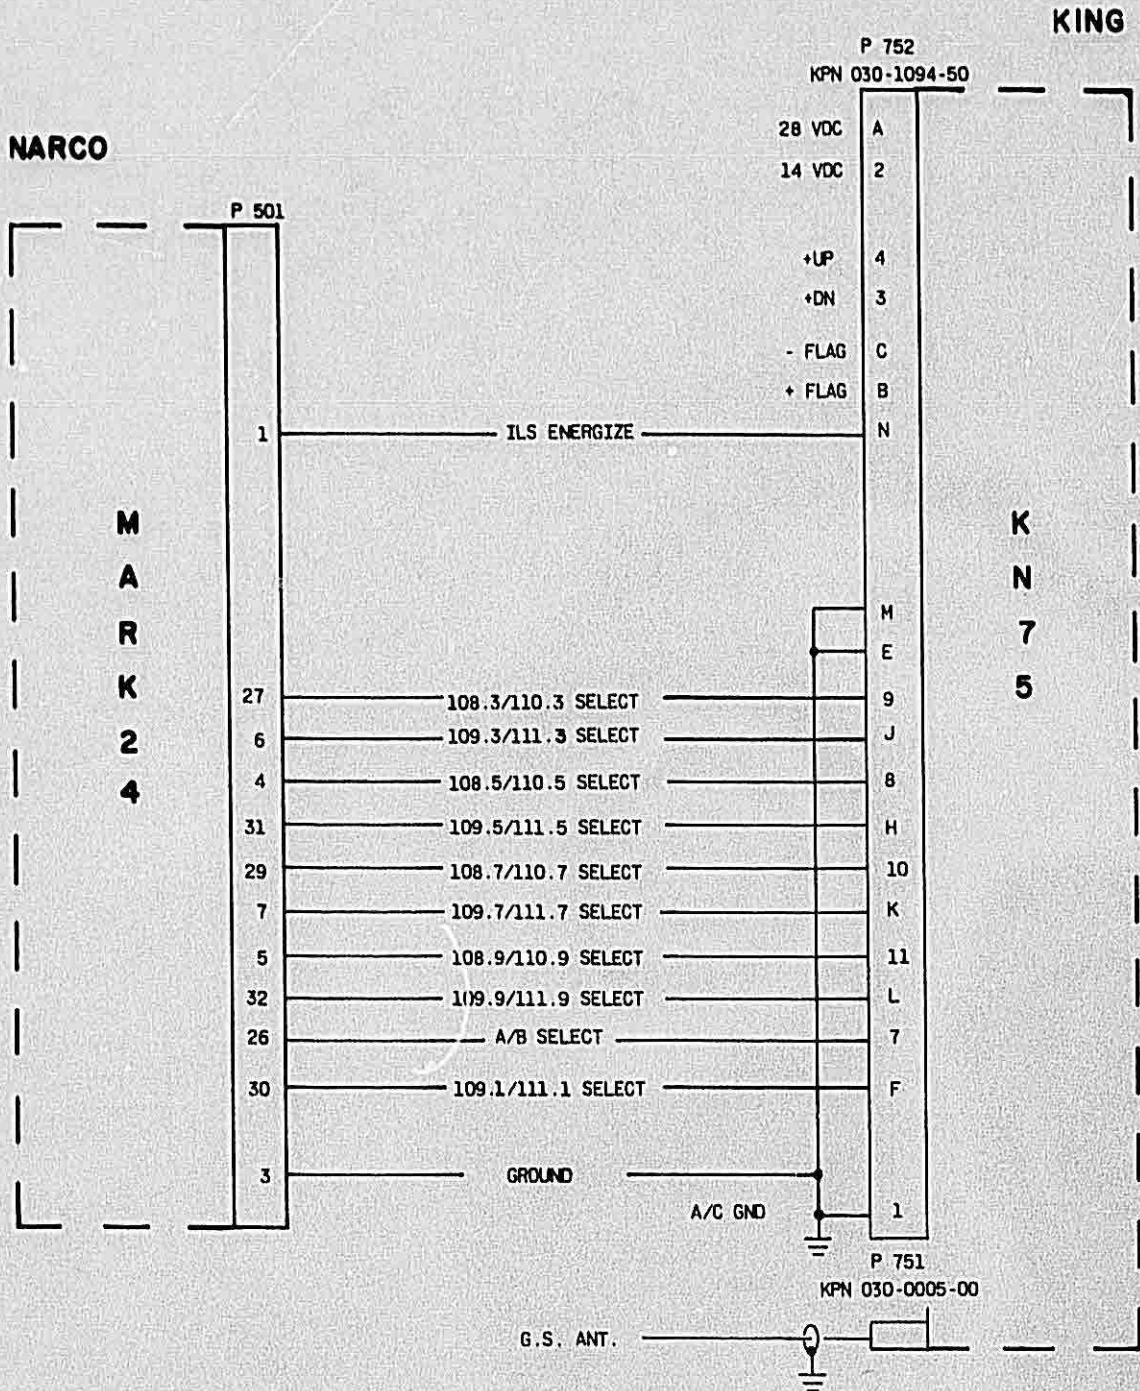 KING
P 752
KPN 030-1094-50
NARCO
28 VDC A
14 VDC 2
P 501
+UP 4
+DN 3
- FLAG C
+ FLAG B
1 ILS ENERGIZE N
MARK24
KN75
M
E
27 108.3/110.3 SELECT 9
6 109.3/111.3 SELECT J
4 108.5/110.5 SELECT 8
31 109.5/111.5 SELECT H
29 108.7/110.7 SELECT 10
7 109.7/111.7 SELECT K
5 108.9/110.9 SELECT 11
32 109.9/111.9 SELECT L
26 A/B SELECT 7
30 109.1/111.1 SELECT F
3 GROUND
A/C GND 1
P 751
KPN 030-0005-00
G.S. ANT.